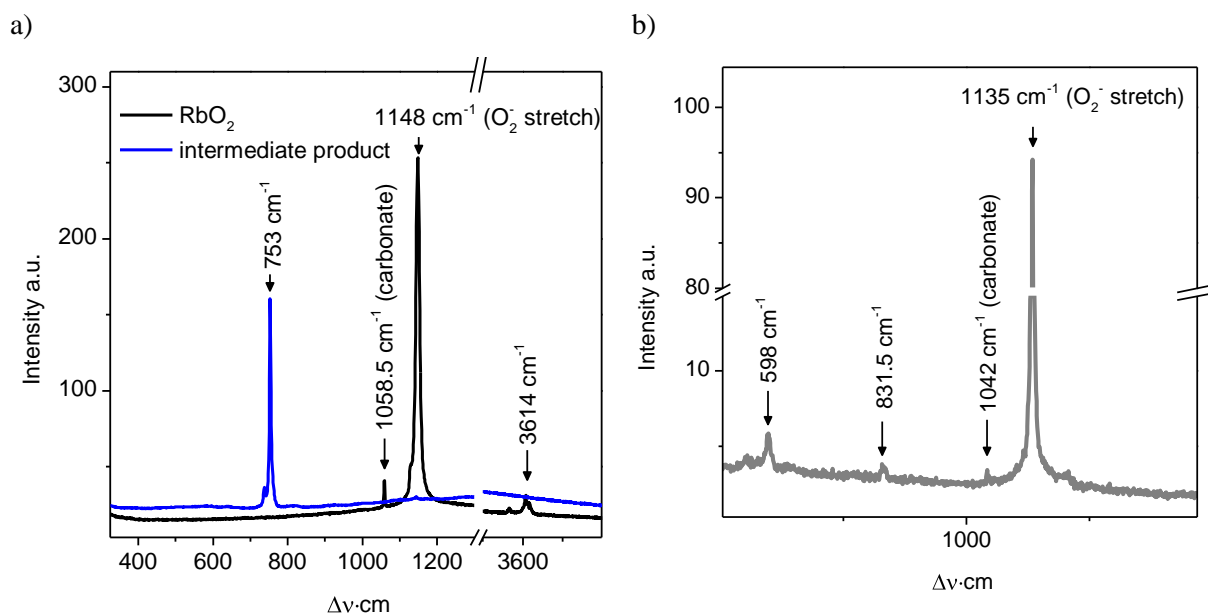 a)
300
200
100
Intensity a.u.
RbO₂
intermediate product
1148 cm⁻¹ (O₂⁻ stretch)
753 cm⁻¹
1058.5 cm⁻¹ (carbonate)
3614 cm⁻¹
400 600 800 1000 1200 3600
Δν·cm
b)
100
90
80
10
Intensity a.u.
1135 cm⁻¹ (O₂⁻ stretch)
598 cm⁻¹
831.5 cm⁻¹
1042 cm⁻¹ (carbonate)
1000
Δν·cm